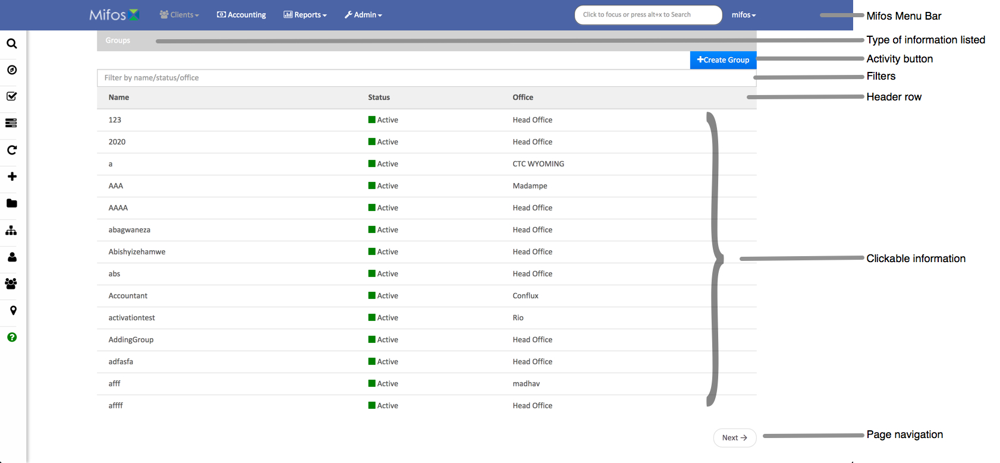 Mifos Clients Accounting Reports Admin Click to focus or press alt+x to Search mifos Mifos Menu Bar
Groups Type of information listed
Create Group Activity button
Filter by name/status/office Filters
Name Status Office Header row
123 Active Head Office
2020 Active Head Office
a Active CTC WYOMING
AAA Active Madampe
AAAA Active Head Office
abagwaneza Active Head Office
Abishyizehamwe Active Head Office
Clickable information
abs Active Head Office
Accountant Active Conflux
activationtest Active Rio
AddingGroup Active Head Office
adfasfa Active Head Office
afff Active madhav
affff Active Head Office
Next → Page navigation